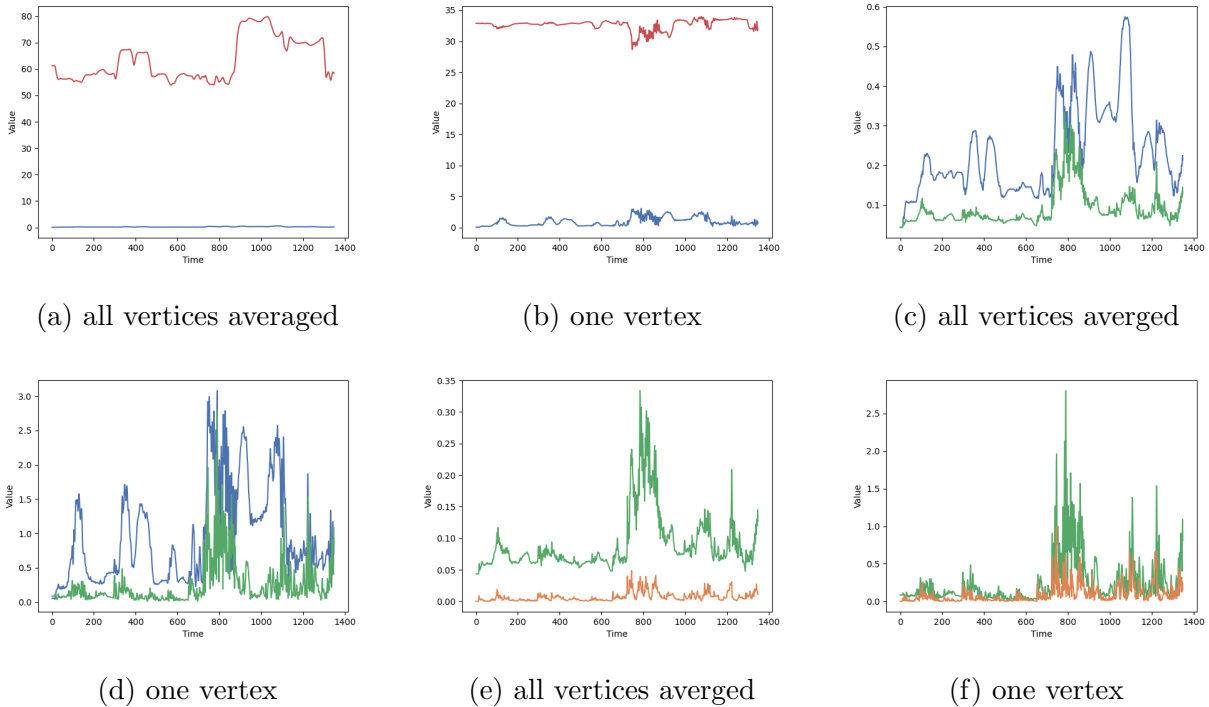 80
70
60
50
40
30
20
10
0
Value
0 200 400 600 800 1000 1200 1400
Time
(a) all vertices averaged
35
30
25
20
15
10
5
0
Value
0 200 400 600 800 1000 1200 1400
Time
(b) one vertex
0.6
0.5
0.4
0.3
0.2
0.1
Value
0 200 400 600 800 1000 1200 1400
Time
(c) all vertices averged
3.0
2.5
2.0
1.5
1.0
0.5
0.0
Value
0 200 400 600 800 1000 1200 1400
Time
(d) one vertex
0.35
0.30
0.25
0.20
0.15
0.10
0.05
0.00
Value
0 200 400 600 800 1000 1200 1400
Time
(e) all vertices averged
2.5
2.0
1.5
1.0
0.5
0.0
Value
0 200 400 600 800 1000 1200 1400
Time
(f) one vertex